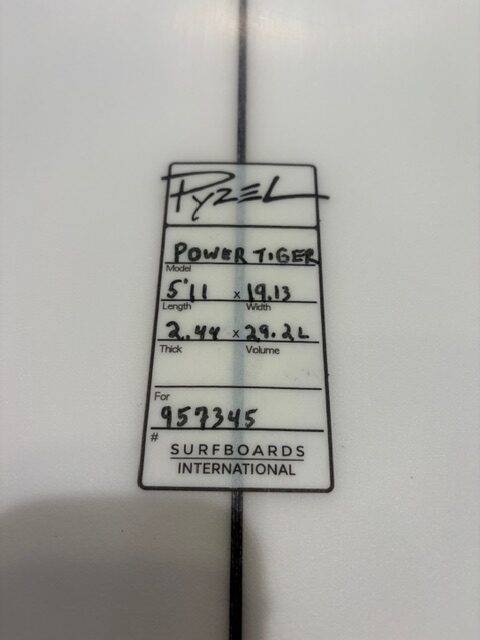 PYZEL
POWER TIGER
Model
5'11 x 19.13
Length Width
2.44 x 29.2L
Thick Volume
For
957345
#
SURFBOARDS
INTERNATIONAL